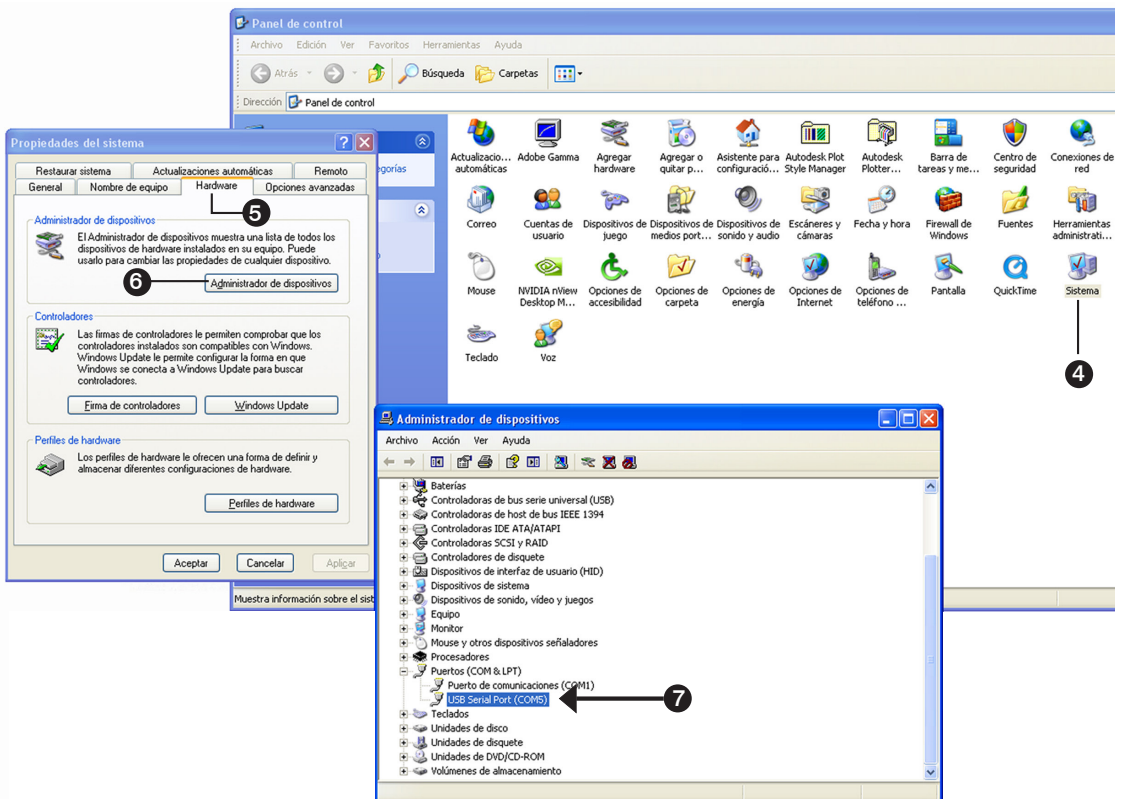 Panel de control
Archivo Edición Ver Favoritos Herramientas Ayuda
Atrás Búsqueda Carpetas
Dirección Panel de control
egorías
Actualizacio... automáticas
Adobe Gamma
Agregar hardware
Agregar o quitar p...
Asistente para configuració...
Autodesk Plot Style Manager
Autodesk Plotter...
Barra de tareas y me...
Centro de seguridad
Conexiones de red
Correo
Cuentas de usuario
Dispositivos de juego
Dispositivos de medios port...
Dispositivos de sonido y audio
Escáneres y cámaras
Fecha y hora
Firewall de Windows
Fuentes
Herramientas administrati...
Mouse
NVIDIA nView Desktop M...
Opciones de accesibilidad
Opciones de carpeta
Opciones de energía
Opciones de Internet
Opciones de teléfono ...
Pantalla
QuickTime
Sistema
Teclado
Voz
4
Muestra información sobre el sist
Propiedades del sistema
Restaurar sistema Actualizaciones automáticas Remoto
General Nombre de equipo Hardware Opciones avanzadas
5
Administrador de dispositivos
El Administrador de dispositivos muestra una lista de todos los
dispositivos de hardware instalados en su equipo. Puede
usarlo para cambiar las propiedades de cualquier dispositivo.
6
Administrador de dispositivos
Controladores
Las firmas de controladores le permiten comprobar que los
controladores instalados son compatibles con Windows.
Windows Update le permite configurar la forma en que
Windows se conecta a Windows Update para buscar
controladores.
Firma de controladores Windows Update
Perfiles de hardware
Los perfiles de hardware le ofrecen una forma de definir y
almacenar diferentes configuraciones de hardware.
Perfiles de hardware
Aceptar Cancelar Aplicar
Administrador de dispositivos
Archivo Acción Ver Ayuda
Baterías
Controladoras de bus serie universal (USB)
Controladoras de host de bus IEEE 1394
Controladoras IDE ATA/ATAPI
Controladoras SCSI y RAID
Controladores de disquete
Dispositivos de interfaz de usuario (HID)
Dispositivos de sistema
Dispositivos de sonido, vídeo y juegos
Equipo
Monitor
Mouse y otros dispositivos señaladores
Procesadores
Puertos (COM & LPT)
Puerto de comunicaciones (COM1)
USB Serial Port (COM5)
7
Teclados
Unidades de disco
Unidades de disquete
Unidades de DVD/CD-ROM
Volúmenes de almacenamiento